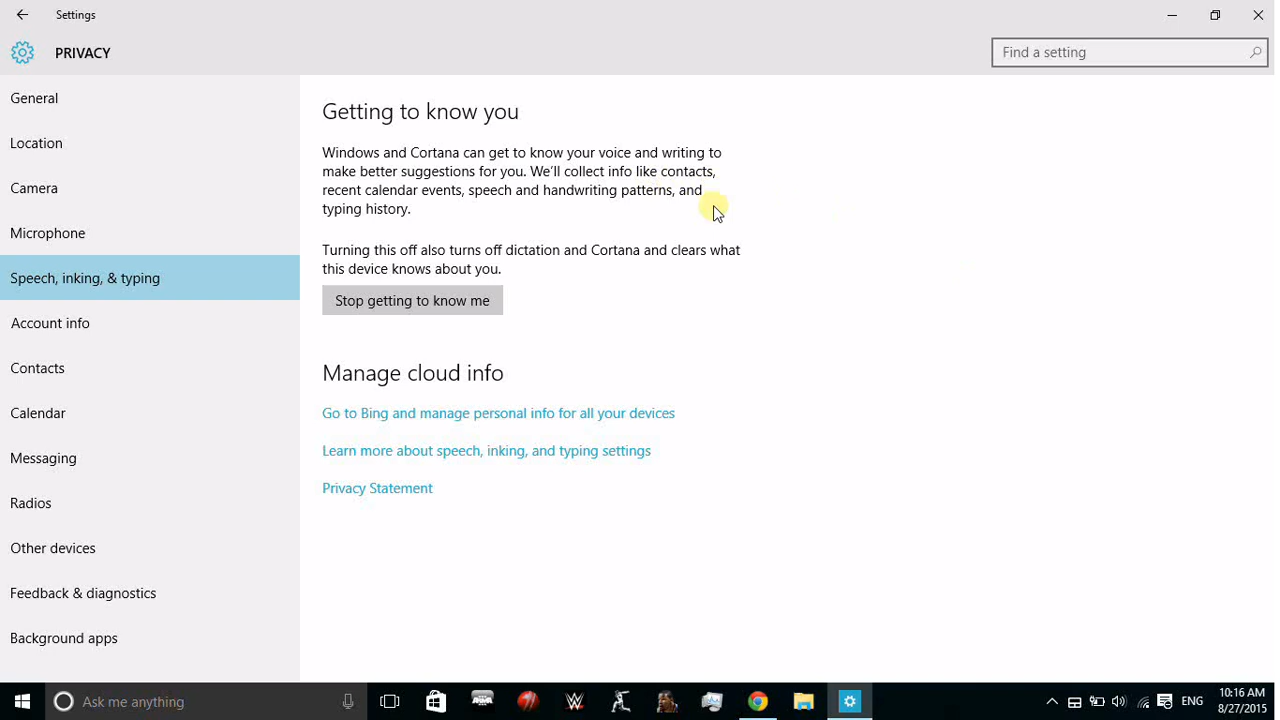 Settings
PRIVACY
Find a setting
General
Location
Camera
Microphone
Speech, inking, & typing
Account info
Contacts
Calendar
Messaging
Radios
Other devices
Feedback & diagnostics
Background apps
Getting to know you
Windows and Cortana can get to know your voice and writing to
make better suggestions for you. We'll collect info like contacts,
recent calendar events, speech and handwriting patterns, and
typing history.
Turning this off also turns off dictation and Cortana and clears what
this device knows about you.
Stop getting to know me
Manage cloud info
Go to Bing and manage personal info for all your devices
Learn more about speech, inking, and typing settings
Privacy Statement
Ask me anything
ENG
10:16 AM
8/27/2015